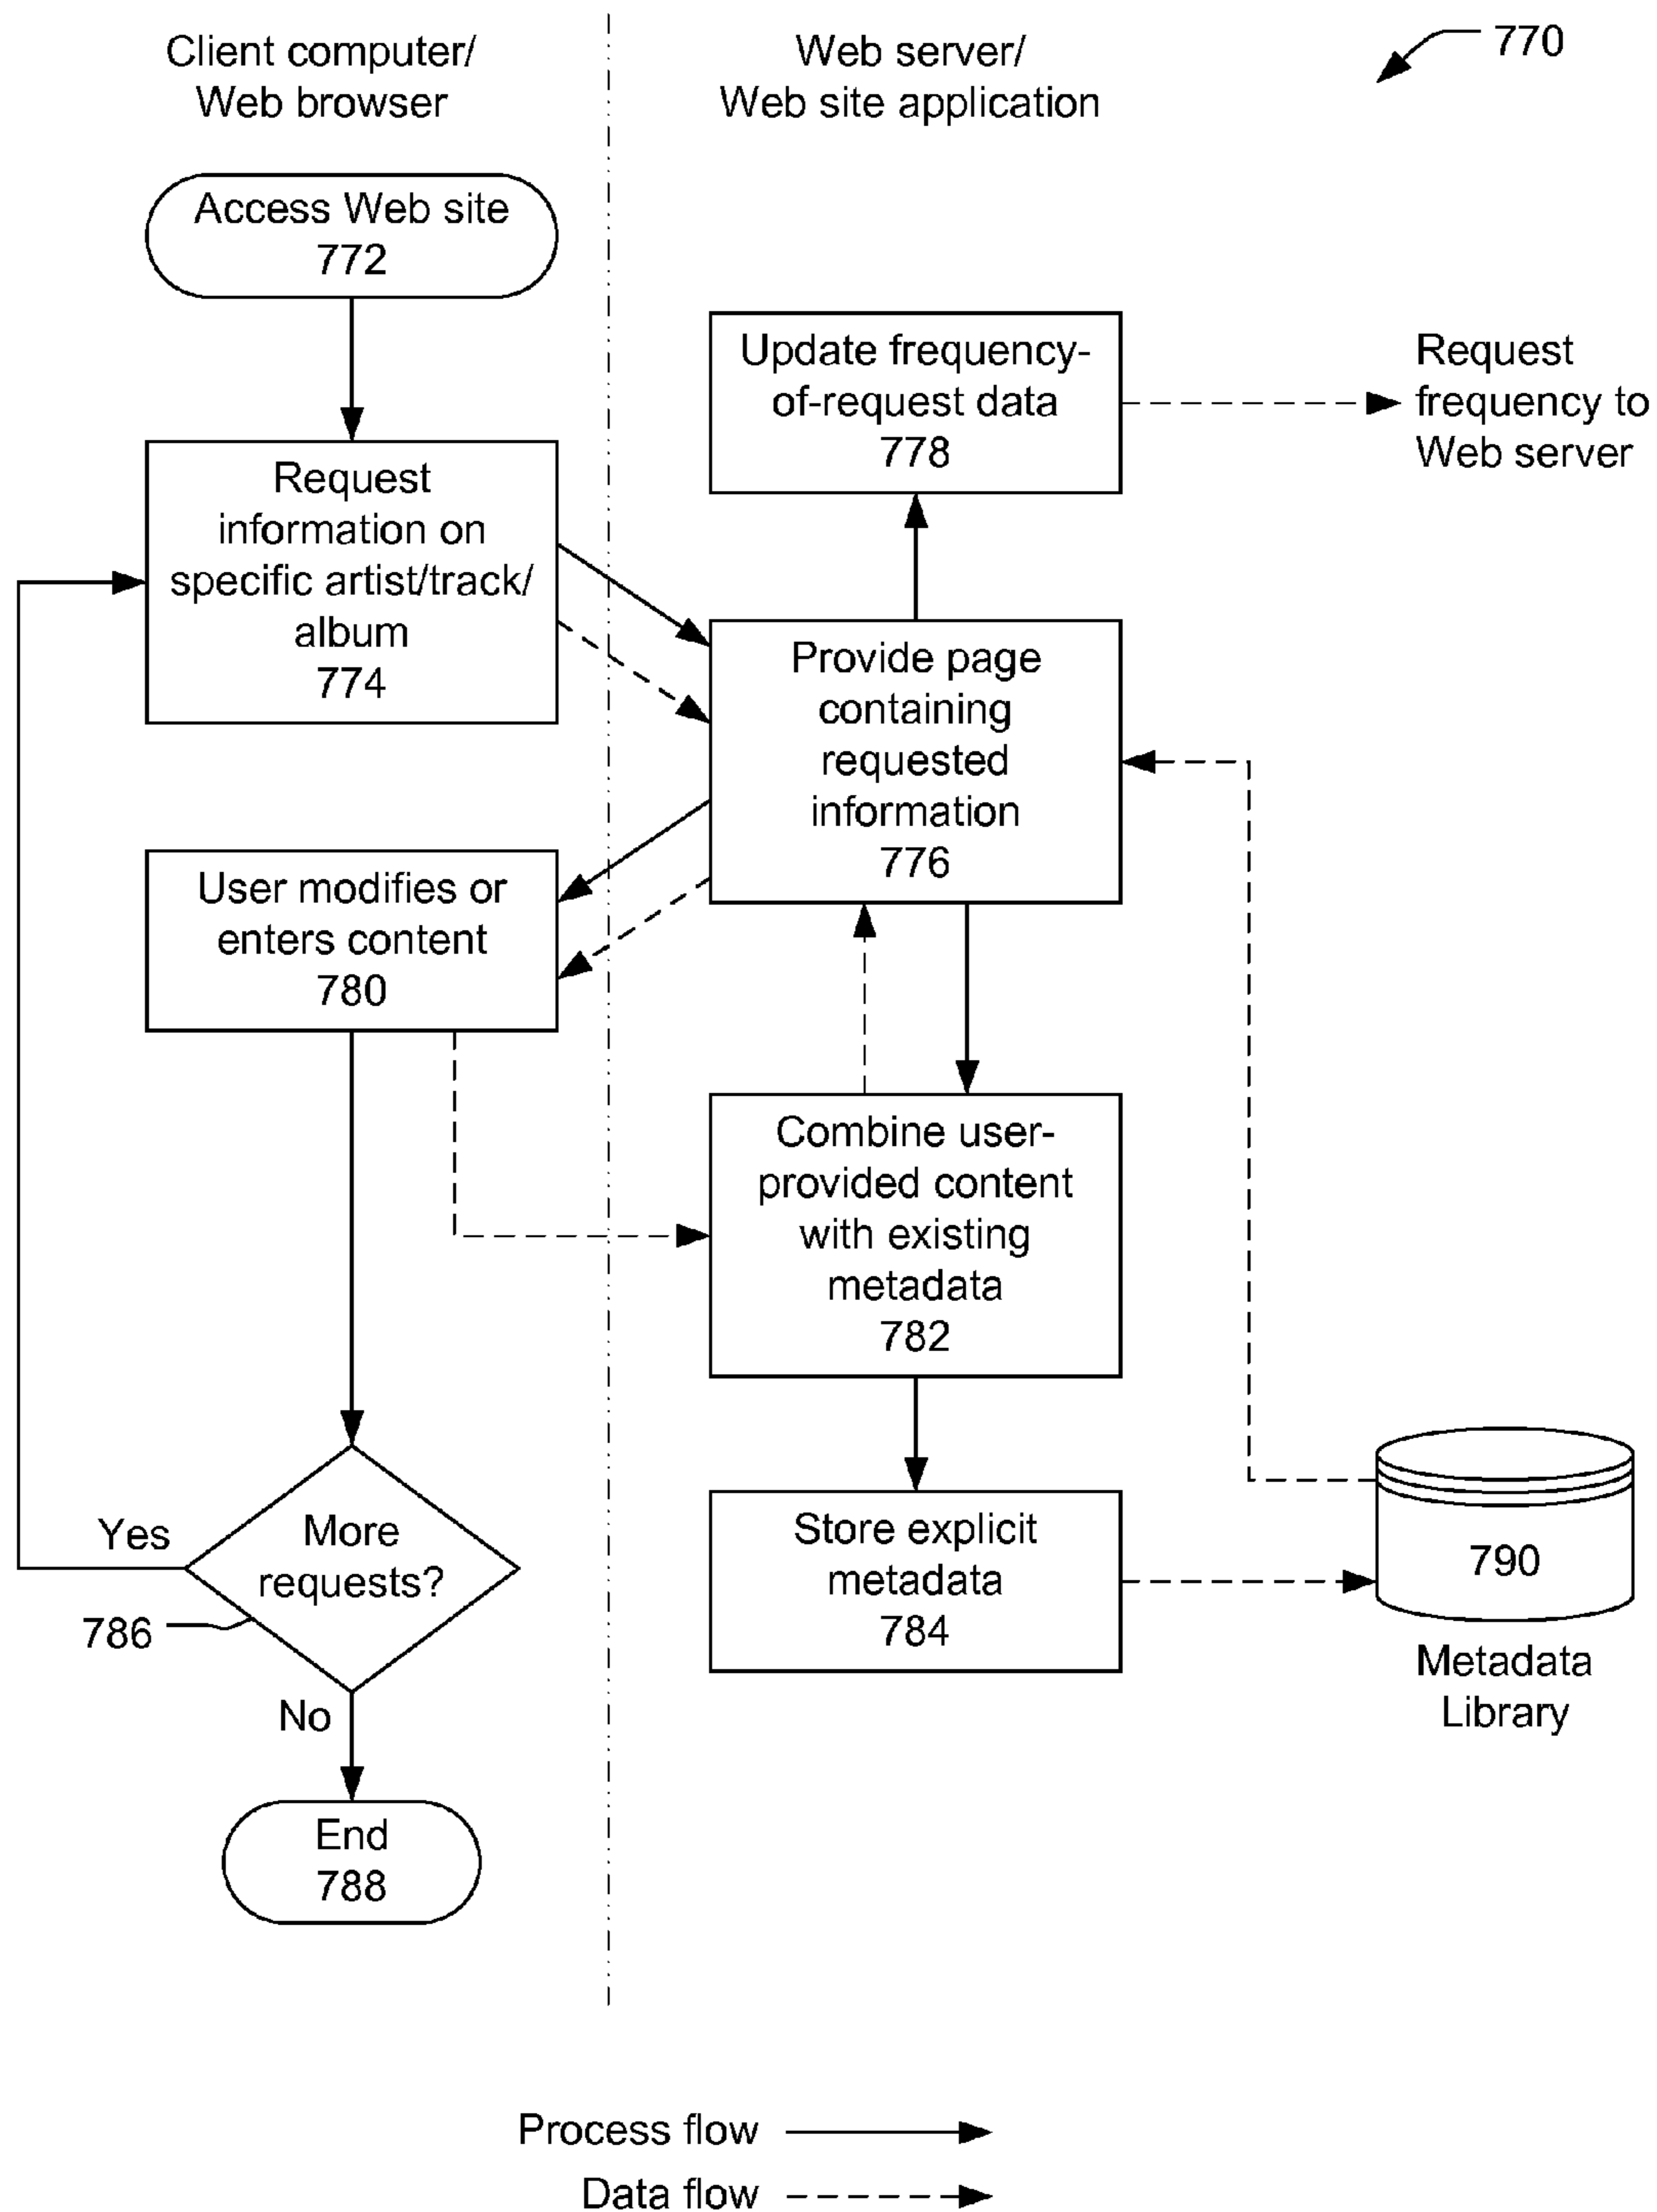 Client computer/
Web browser
Web server/
Web site application
770
Access Web site
772
Update frequency-
of-request data
778
Request
frequency to
Web server
Request
information on
specific artist/track/
album
774
Provide page
containing
requested
information
776
User modifies or
enters content
780
Combine user-
provided content
with existing
metadata
782
Yes
More
requests?
786
No
Store explicit
metadata
784
790
Metadata
Library
End
788
Process flow
Data flow